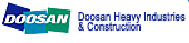 DOOSAN
Doosan Heavy Industries
& Construction